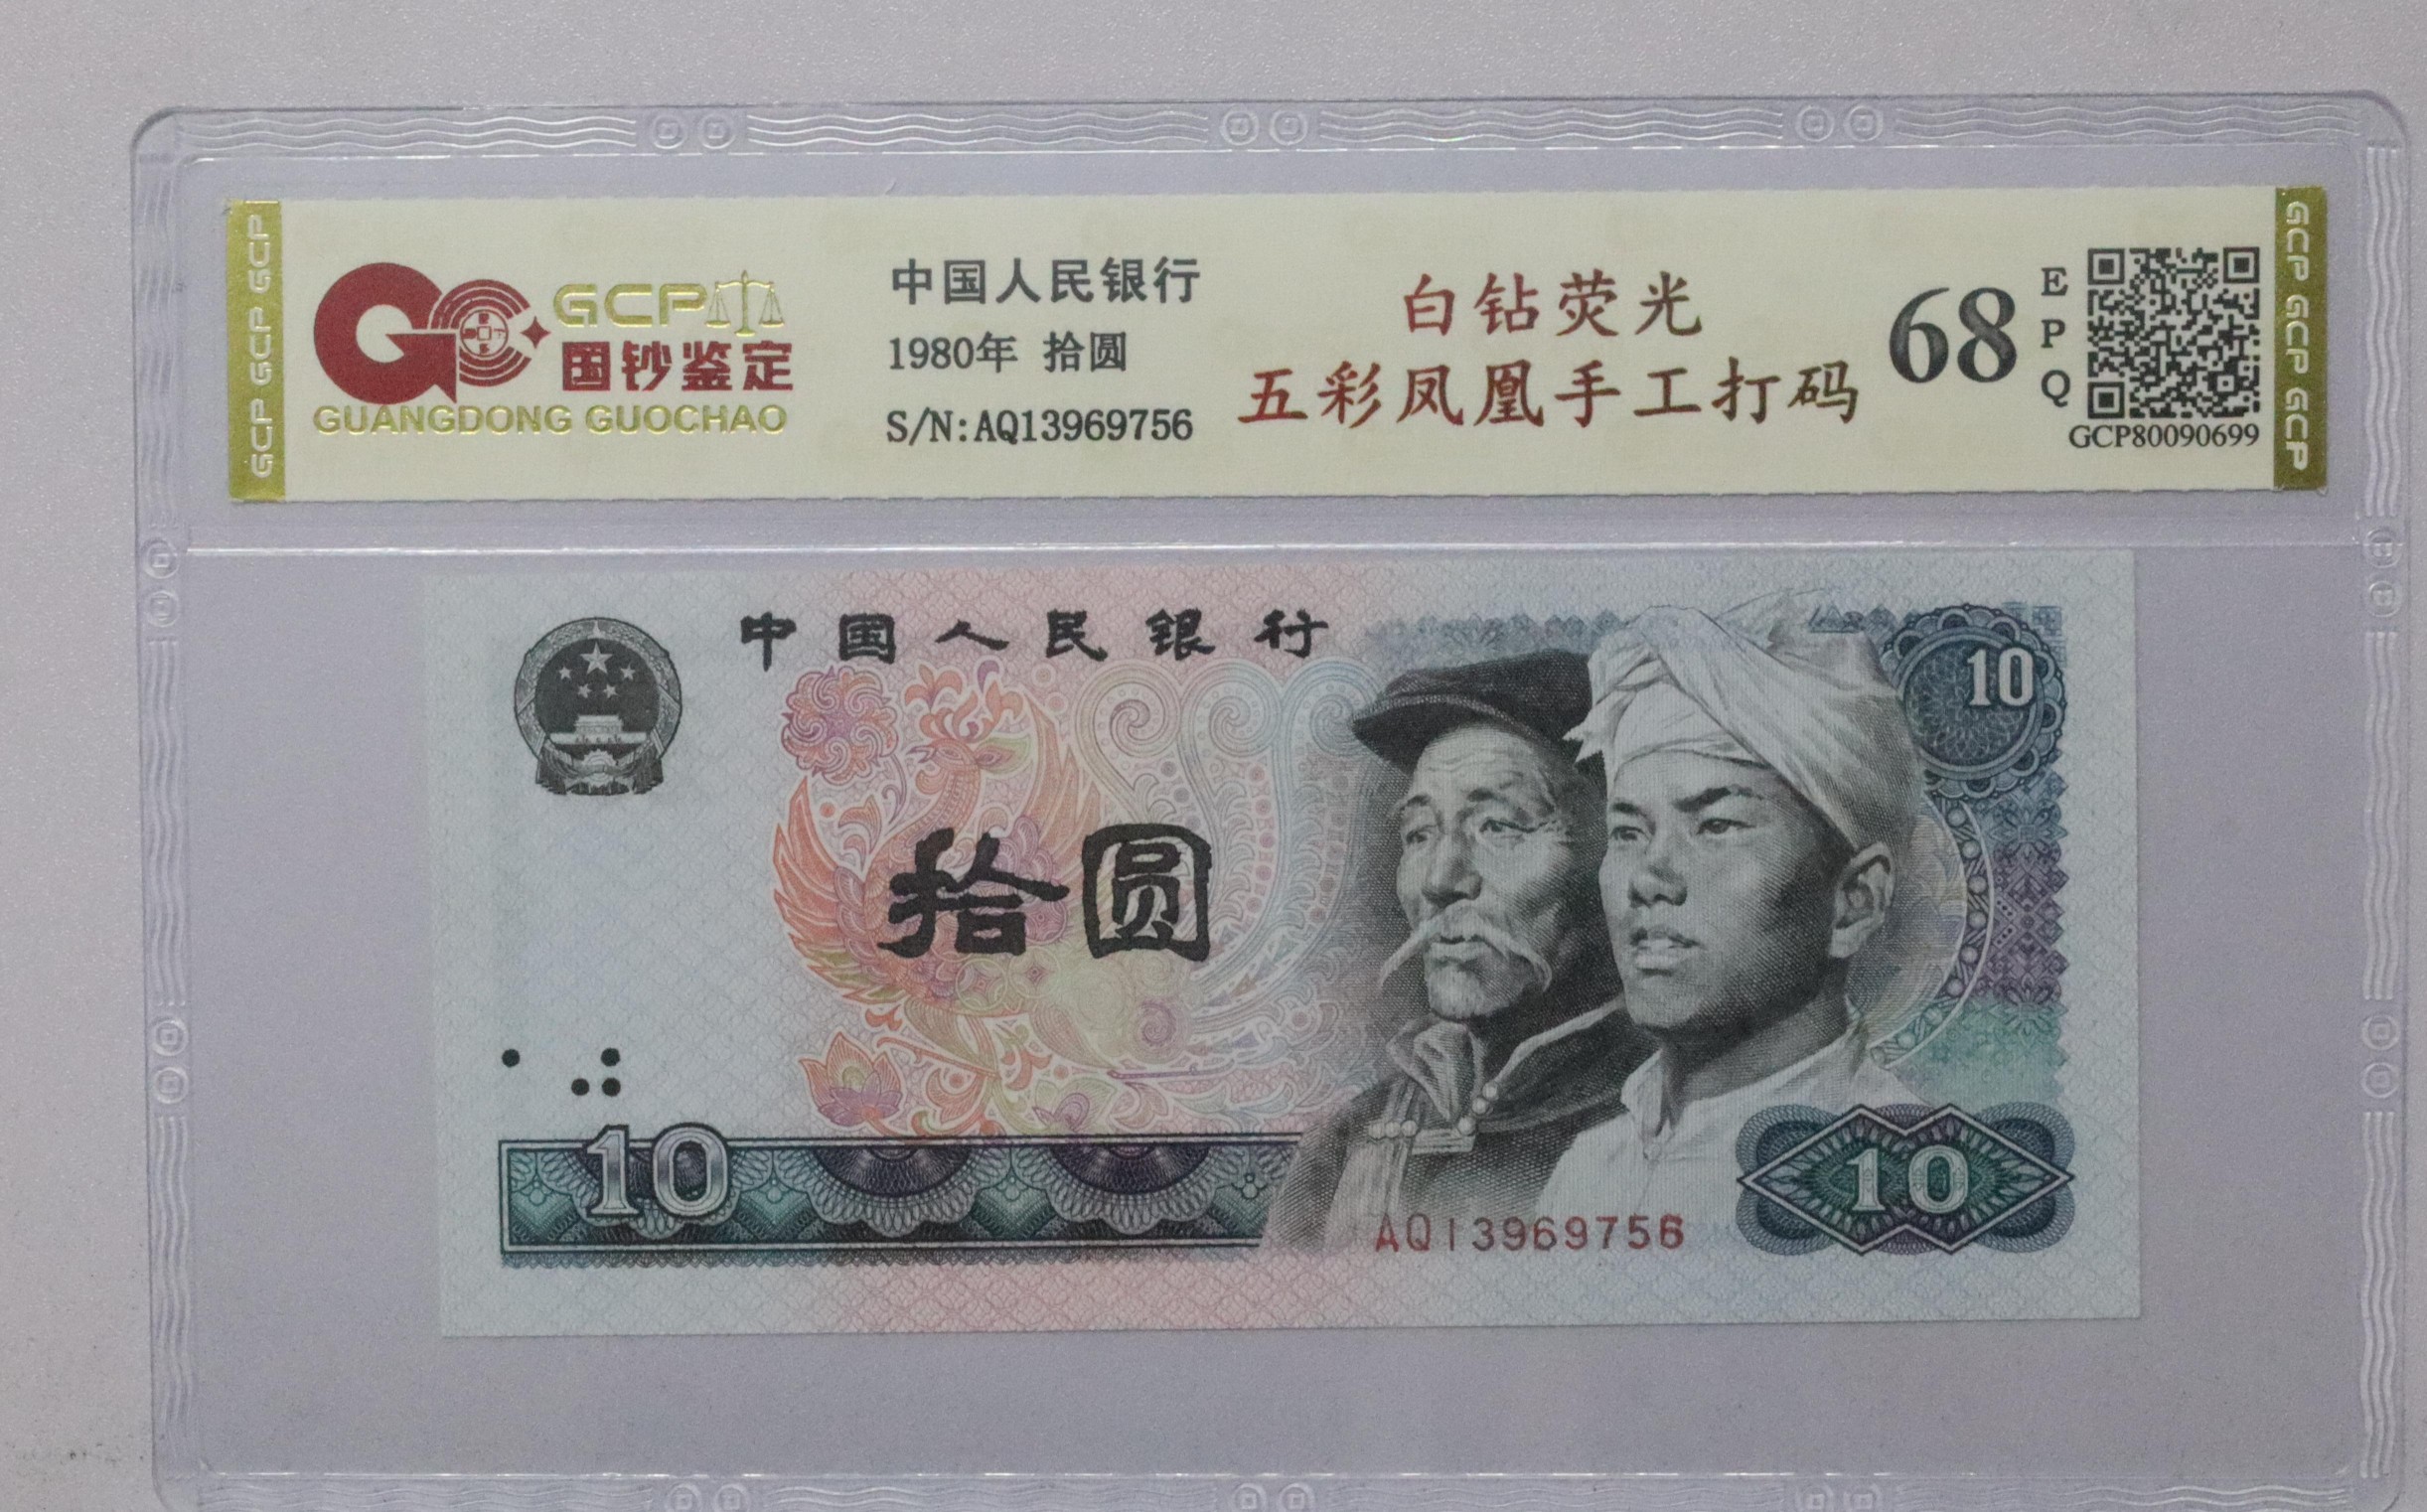 GCP GCP GCP
GCP
国钞鉴定
GUANGDONG GUOCHAO
中国人民银行
1980年 拾圆
S/N:AQ13969756
白钻荧光
五彩凤凰手工打码
68
EPQ
GCP80090699
GCP GCP GCP
中国人民银行
10
拾圆
10
AQ13969756
10